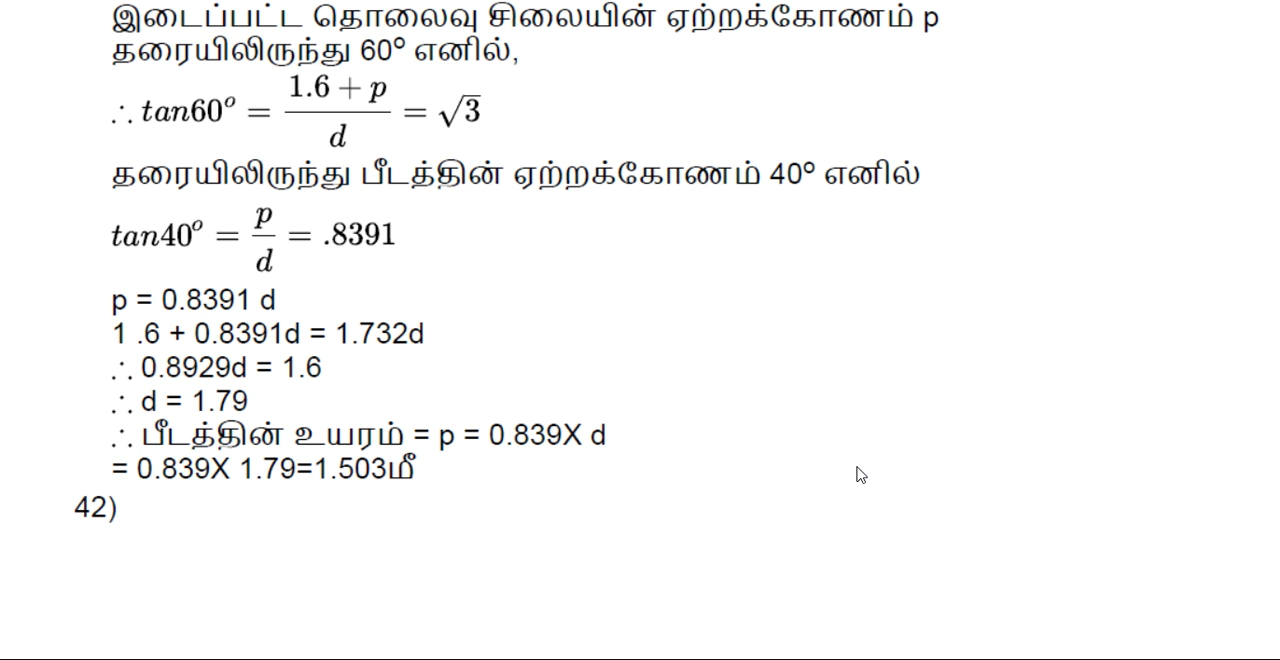 இடைப்பட்ட தொலைவு சிலையின் ஏற்றக்கோணம் p
தரையிலிருந்து 60° எனில்,
∴ tan60° = (1.6 + p)/d = √3
தரையிலிருந்து பீடத்தின் ஏற்றக்கோணம் 40° எனில்
tan40° = p/d = .8391
p = 0.8391 d
1 .6 + 0.8391d = 1.732d
∴ 0.8929d = 1.6
∴ d = 1.79
∴ பீடத்தின் உயரம் = p = 0.839X d
= 0.839X 1.79=1.503மீ
42)